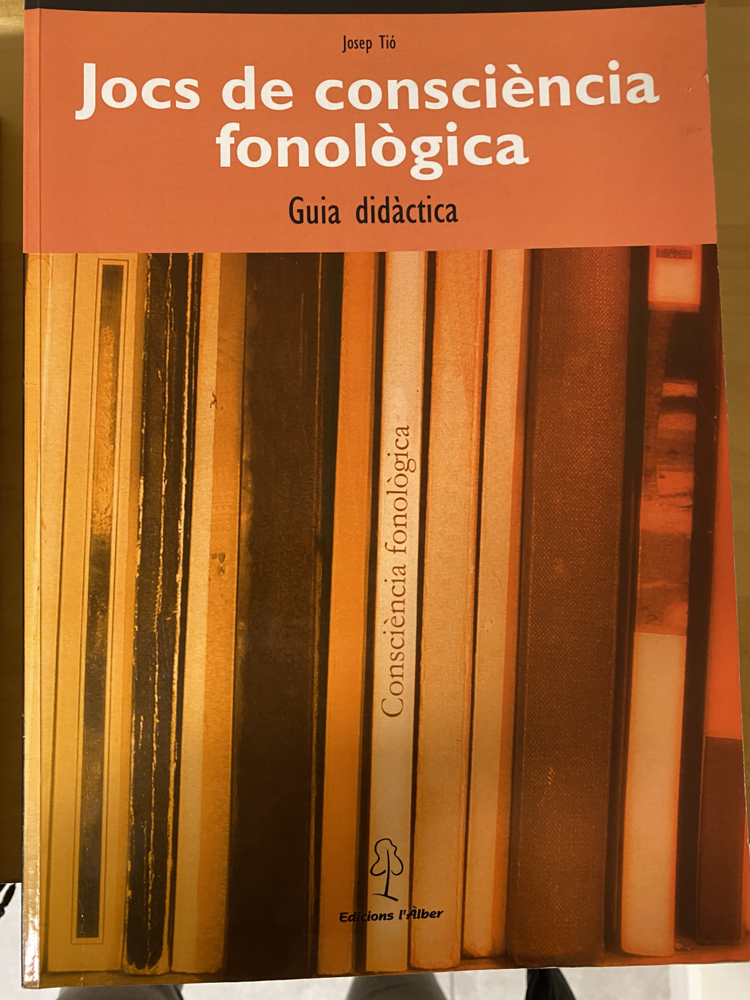 Josep Tió
Jocs de consciència
fonològica
Guia didàctica
Consciència fonològica
Edicions l'Àlber